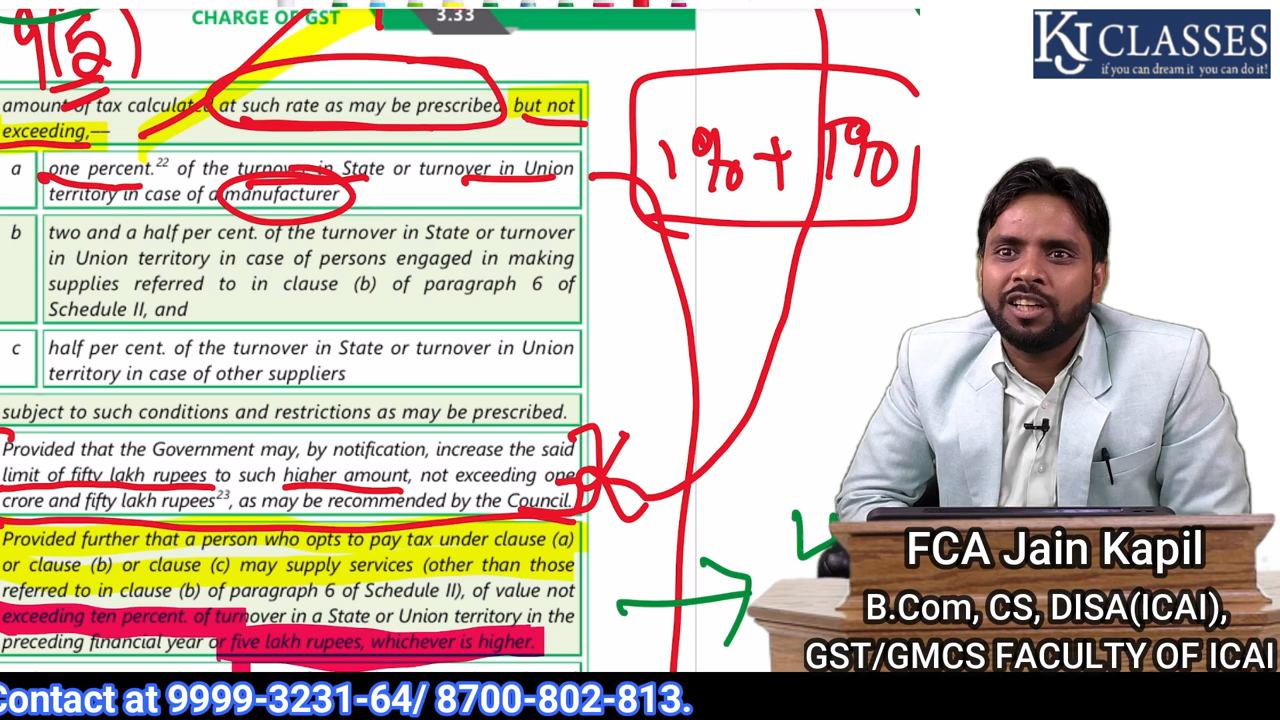 CHARGE OF GST
3.33
9(5)
KJ CLASSES
if you can dream it you can do it!
amount of tax calculated at such rate as may be prescribed, but not
exceeding,—
a
one percent.22 of the turnover in State or turnover in Union
territory in case of a manufacturer
1% + 1%
b
two and a half per cent. of the turnover in State or turnover
in Union territory in case of persons engaged in making
supplies referred to in clause (b) of paragraph 6 of
Schedule II, and
c
half per cent. of the turnover in State or turnover in Union
territory in case of other suppliers
subject to such conditions and restrictions as may be prescribed.
Provided that the Government may, by notification, increase the said
limit of fifty lakh rupees to such higher amount, not exceeding one
crore and fifty lakh rupees23, as may be recommended by the Council.
Provided further that a person who opts to pay tax under clause (a)
or clause (b) or clause (c) may supply services (other than those
referred to in clause (b) of paragraph 6 of Schedule II), of value not
exceeding ten percent. of turnover in a State or Union territory in the
preceding financial year or five lakh rupees, whichever is higher.
FCA Jain Kapil
B.Com, CS, DISA(ICAI),
GST/GMCS FACULTY OF ICAI
Contact at 9999-3231-64/ 8700-802-813.